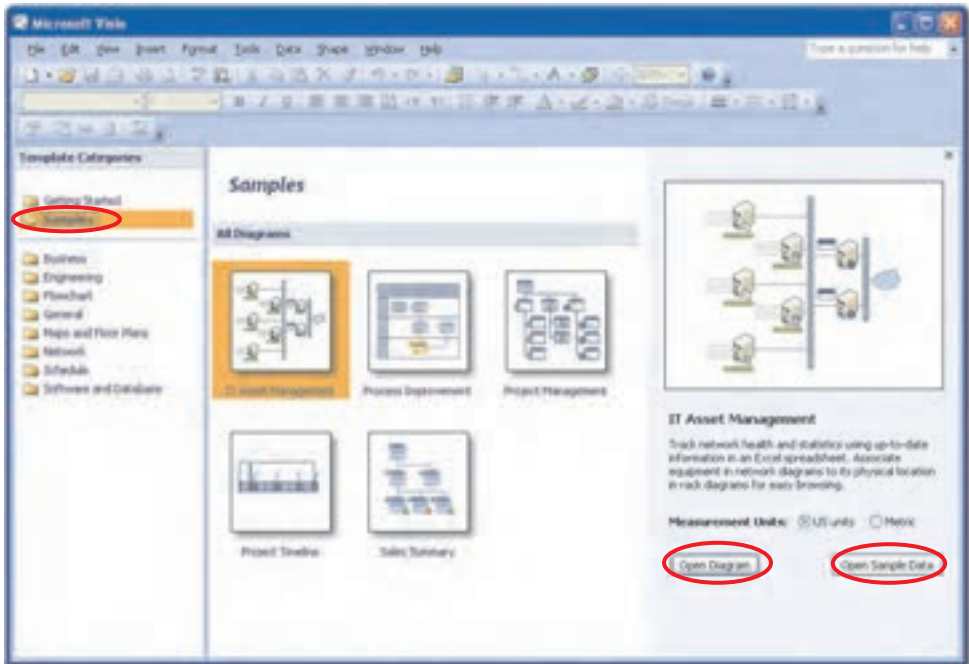 Microsoft Visio
File Edit View Insert Format Tools Data Shape Window Help
Type a question for help
Template Categories
Getting Started
Samples
Business
Engineering
Flowchart
General
Maps and Floor Plans
Network
Schedule
Software and Database
Samples
All Diagrams
IT Asset Management
Process Improvement
Project Management
Project Timeline
Sales Summary
IT Asset Management
Track network health and statistics using up-to-date
information in an Excel spreadsheet. Associate
equipment in network diagrams to its physical location
in rack diagrams for easy browsing.
Measurement Units: US units Metric
Open Diagram
Open Sample Data